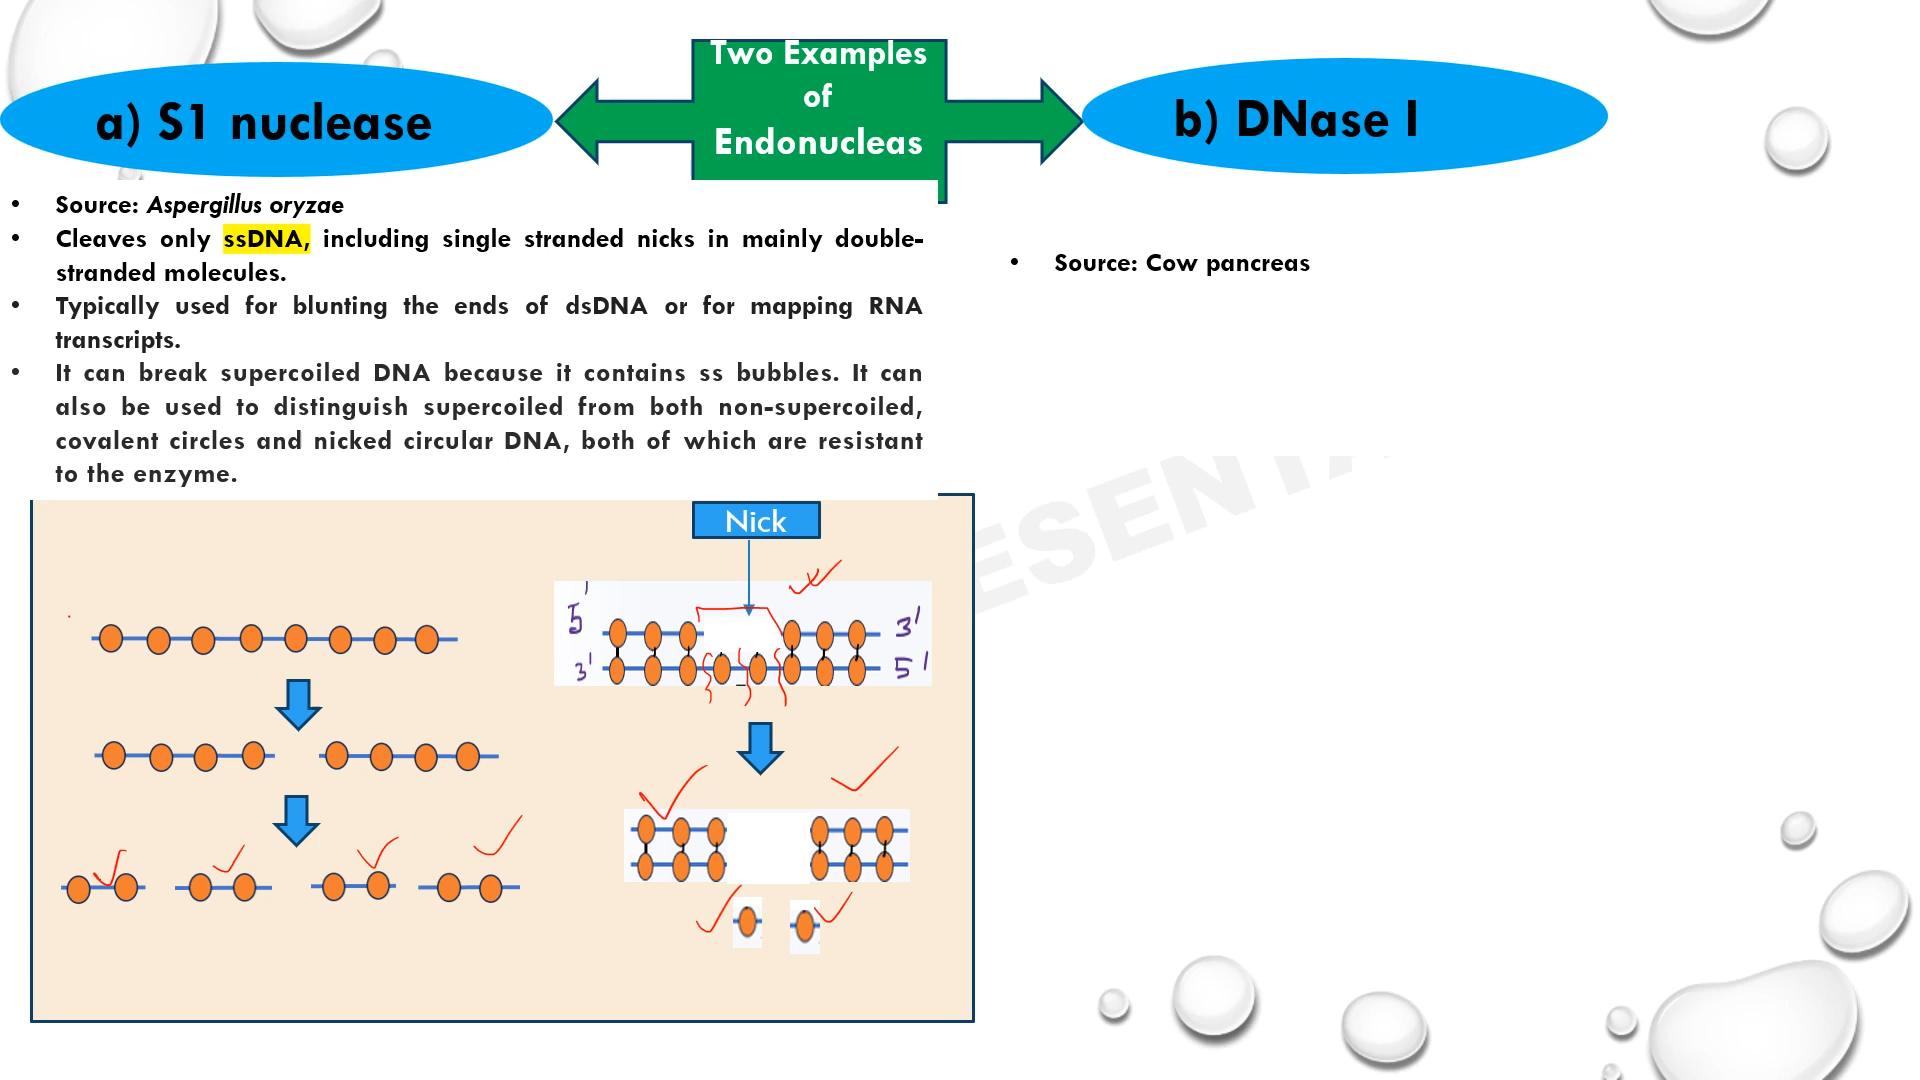 Two Examples
of
Endonucleas
a) S1 nuclease
b) DNase I
• Source: Aspergillus oryzae
• Cleaves only ssDNA, including single stranded nicks in mainly double-
stranded molecules.
• Typically used for blunting the ends of dsDNA or for mapping RNA
transcripts.
• It can break supercoiled DNA because it contains ss bubbles. It can
also be used to distinguish supercoiled from both non-supercoiled,
covalent circles and nicked circular DNA, both of which are resistant
to the enzyme.
• Source: Cow pancreas
Nick
5' 3'
3' 5'
ESENTA